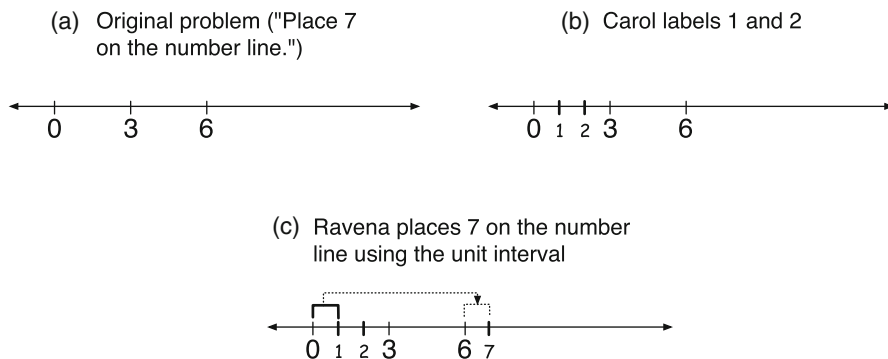 (a) Original problem ("Place 7
on the number line.")
0 3 6
(b) Carol labels 1 and 2
0 1 2 3 6
(c) Ravena places 7 on the number
line using the unit interval
0 1 2 3 6 7